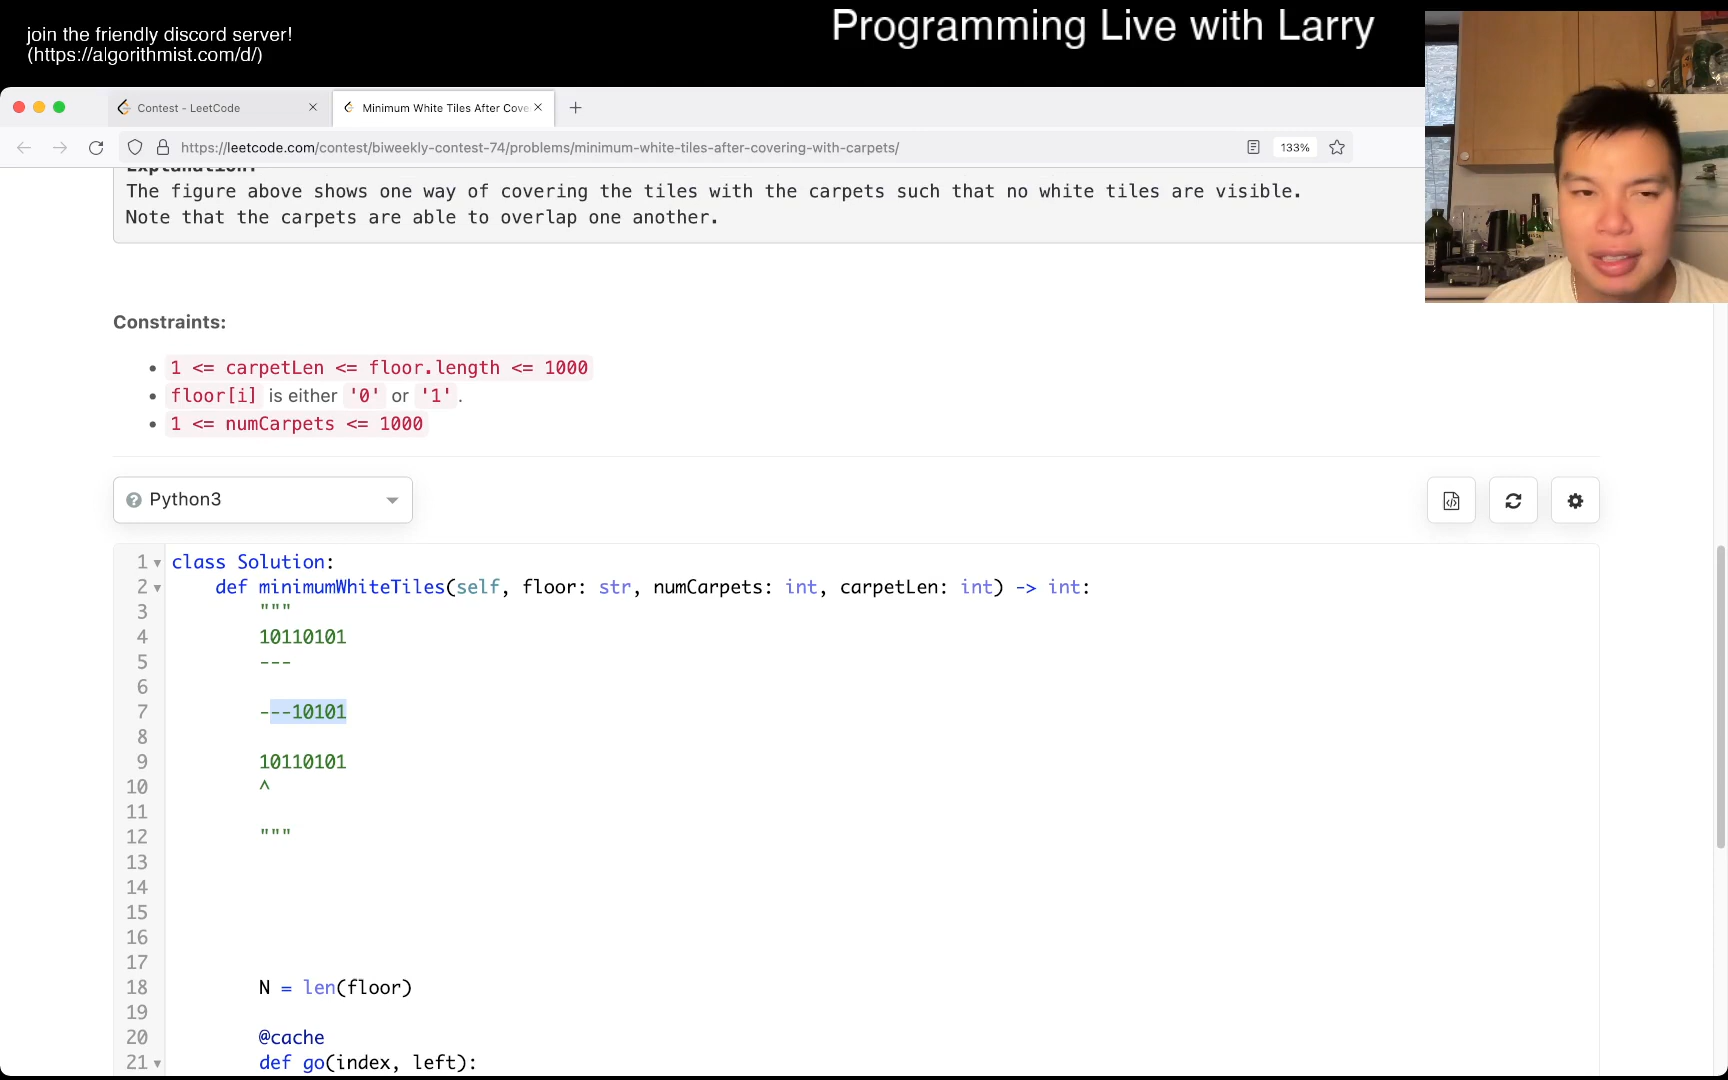 join the friendly discord server!
(https://algorithmist.com/d/)
Programming Live with Larry
Contest - LeetCode
Minimum White Tiles After Cove
https://leetcode.com/contest/biweekly-contest-74/problems/minimum-white-tiles-after-covering-with-carpets/
133%
Explanation:
The figure above shows one way of covering the tiles with the carpets such that no white tiles are visible.
Note that the carpets are able to overlap one another.
Constraints:
1 <= carpetLen <= floor.length <= 1000
floor[i] is either '0' or '1'.
1 <= numCarpets <= 1000
Python3
1 class Solution:
2 def minimumWhiteTiles(self, floor: str, numCarpets: int, carpetLen: int) -> int:
3 """
4 10110101
5 ---
6
7 ---10101
8
9 10110101
10 ^
11
12 """
13
14
15
16
17
18 N = len(floor)
19
20 @cache
21 def go(index, left):